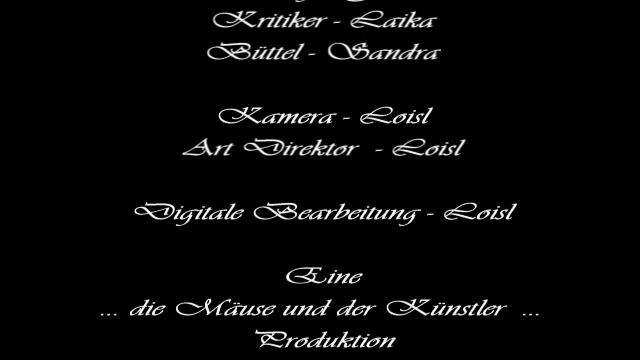 Kritiker - Laika
Büttel - Sandra
Kamera - Loisl
Art Direktor - Loisl
Digitale Bearbeitung - Loisl
Eine
... die Mäuse und der Künstler ...
Produktion